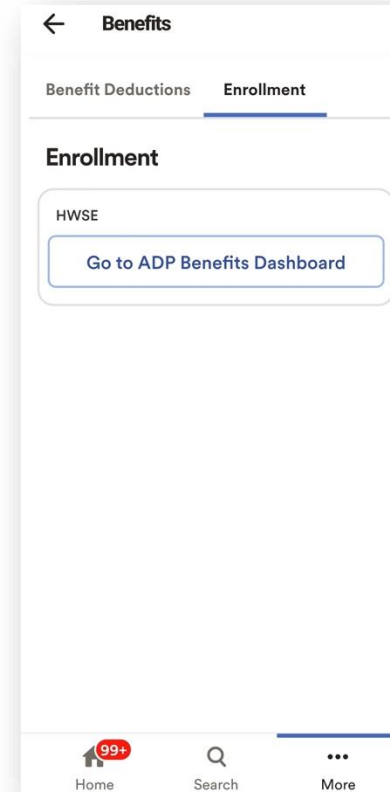 Benefits
Benefit Deductions Enrollment
Enrollment
HWSE
Go to ADP Benefits Dashboard
99+
Home Search More